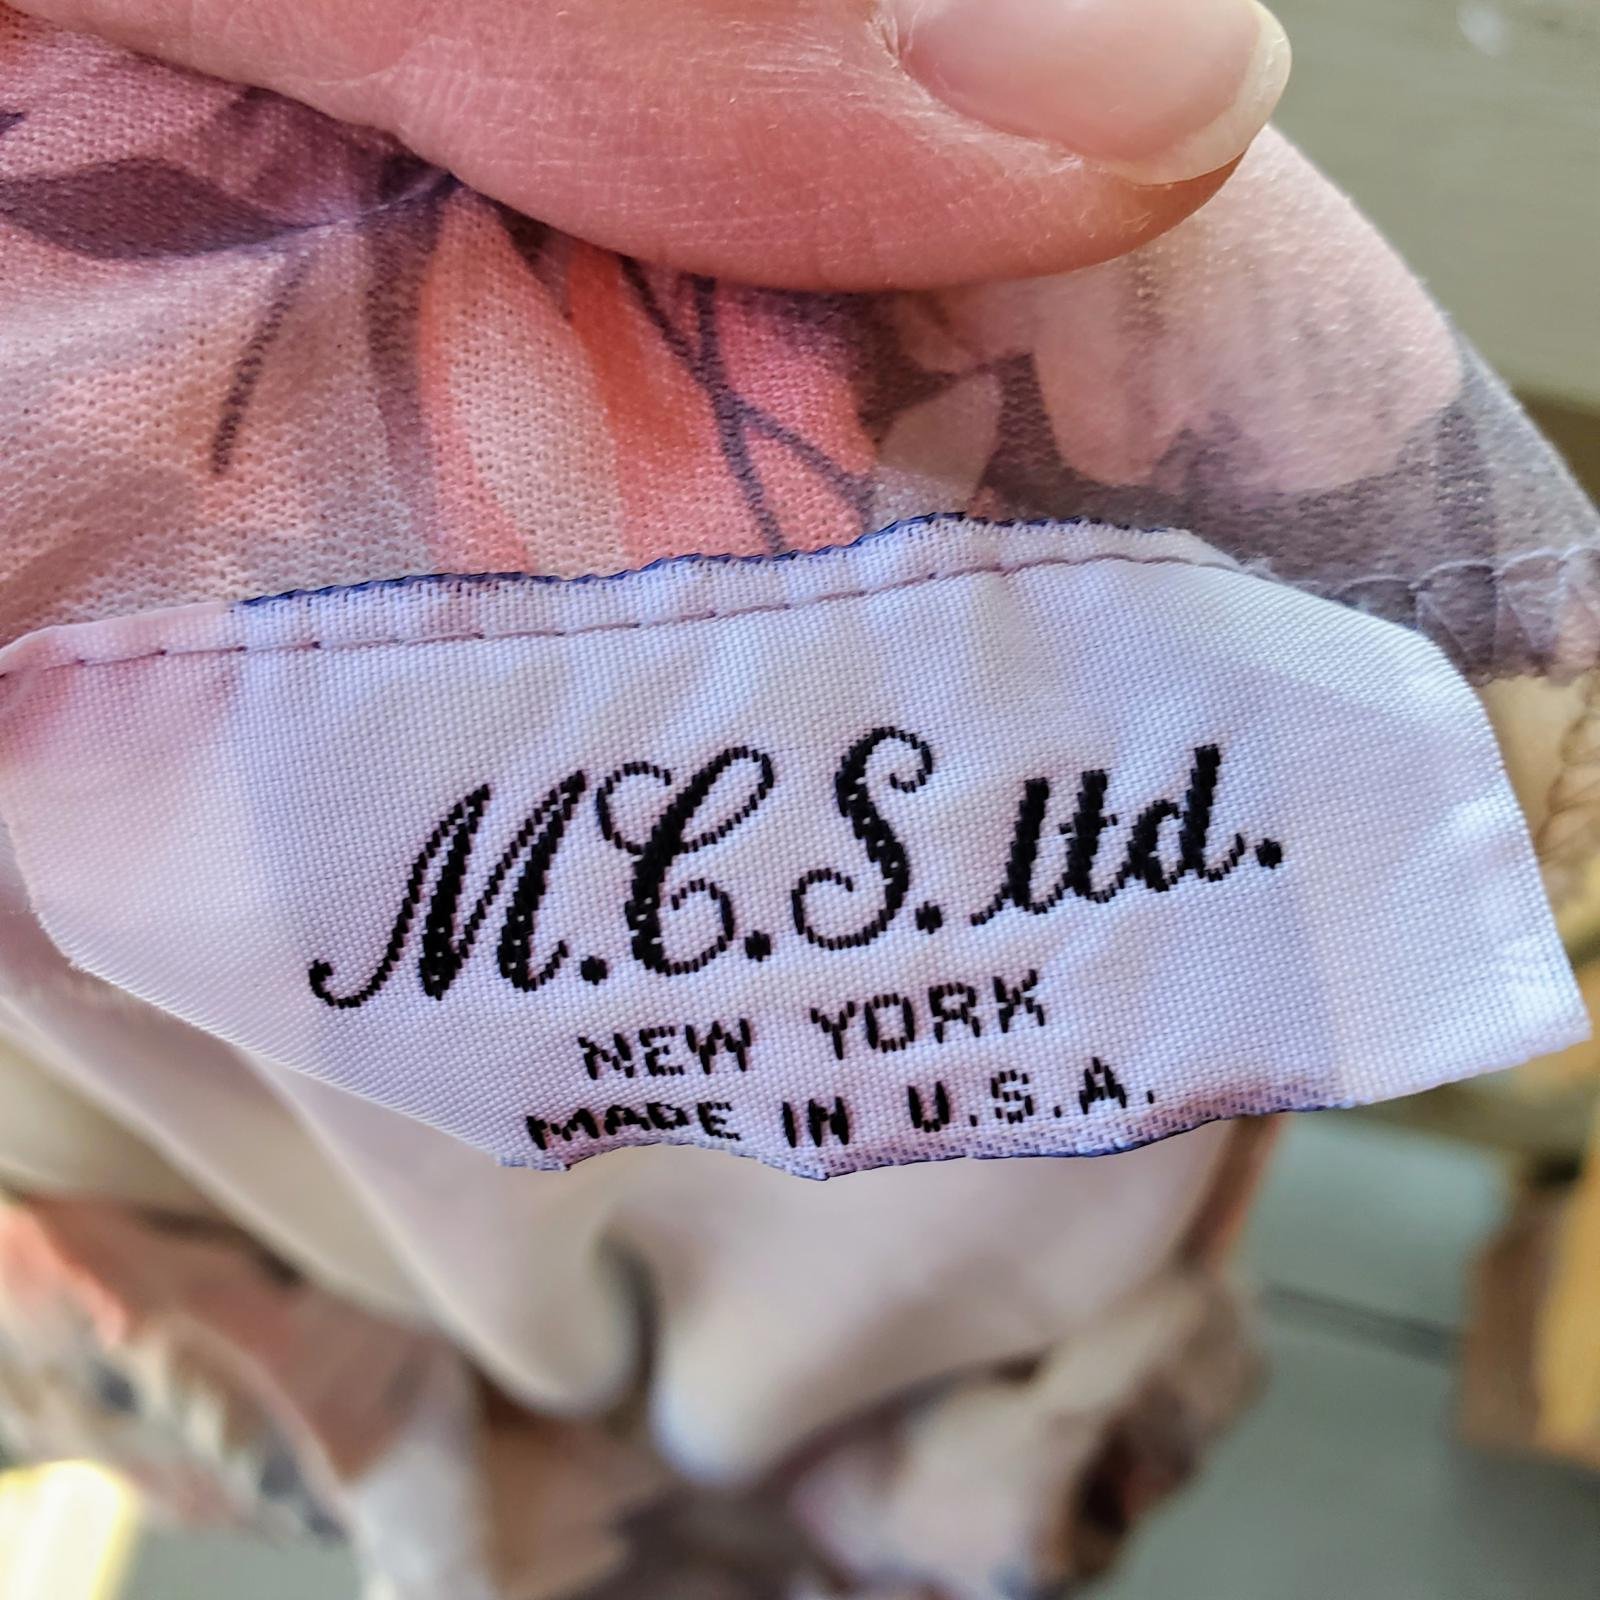 M.C.S. ltd.
NEW YORK
MADE IN U.S.A.